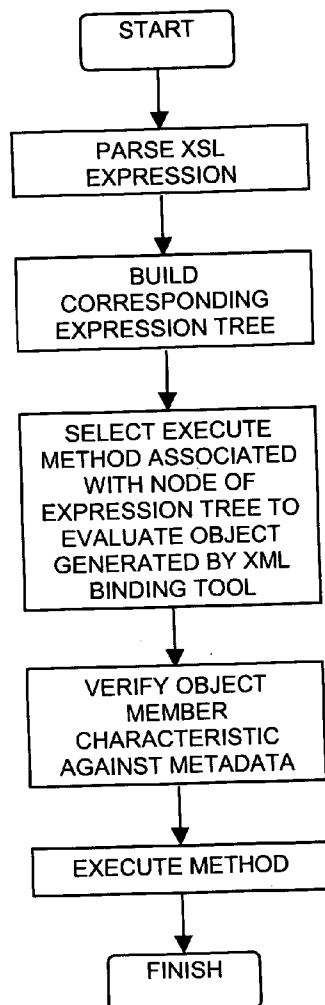 START
PARSE XSL
EXPRESSION
BUILD
CORRESPONDING
EXPRESSION TREE
SELECT EXECUTE
METHOD ASSOCIATED
WITH NODE OF
EXPRESSION TREE TO
EVALUATE OBJECT
GENERATED BY XML
BINDING TOOL
VERIFY OBJECT
MEMBER
CHARACTERISTIC
AGAINST METADATA
EXECUTE METHOD
FINISH